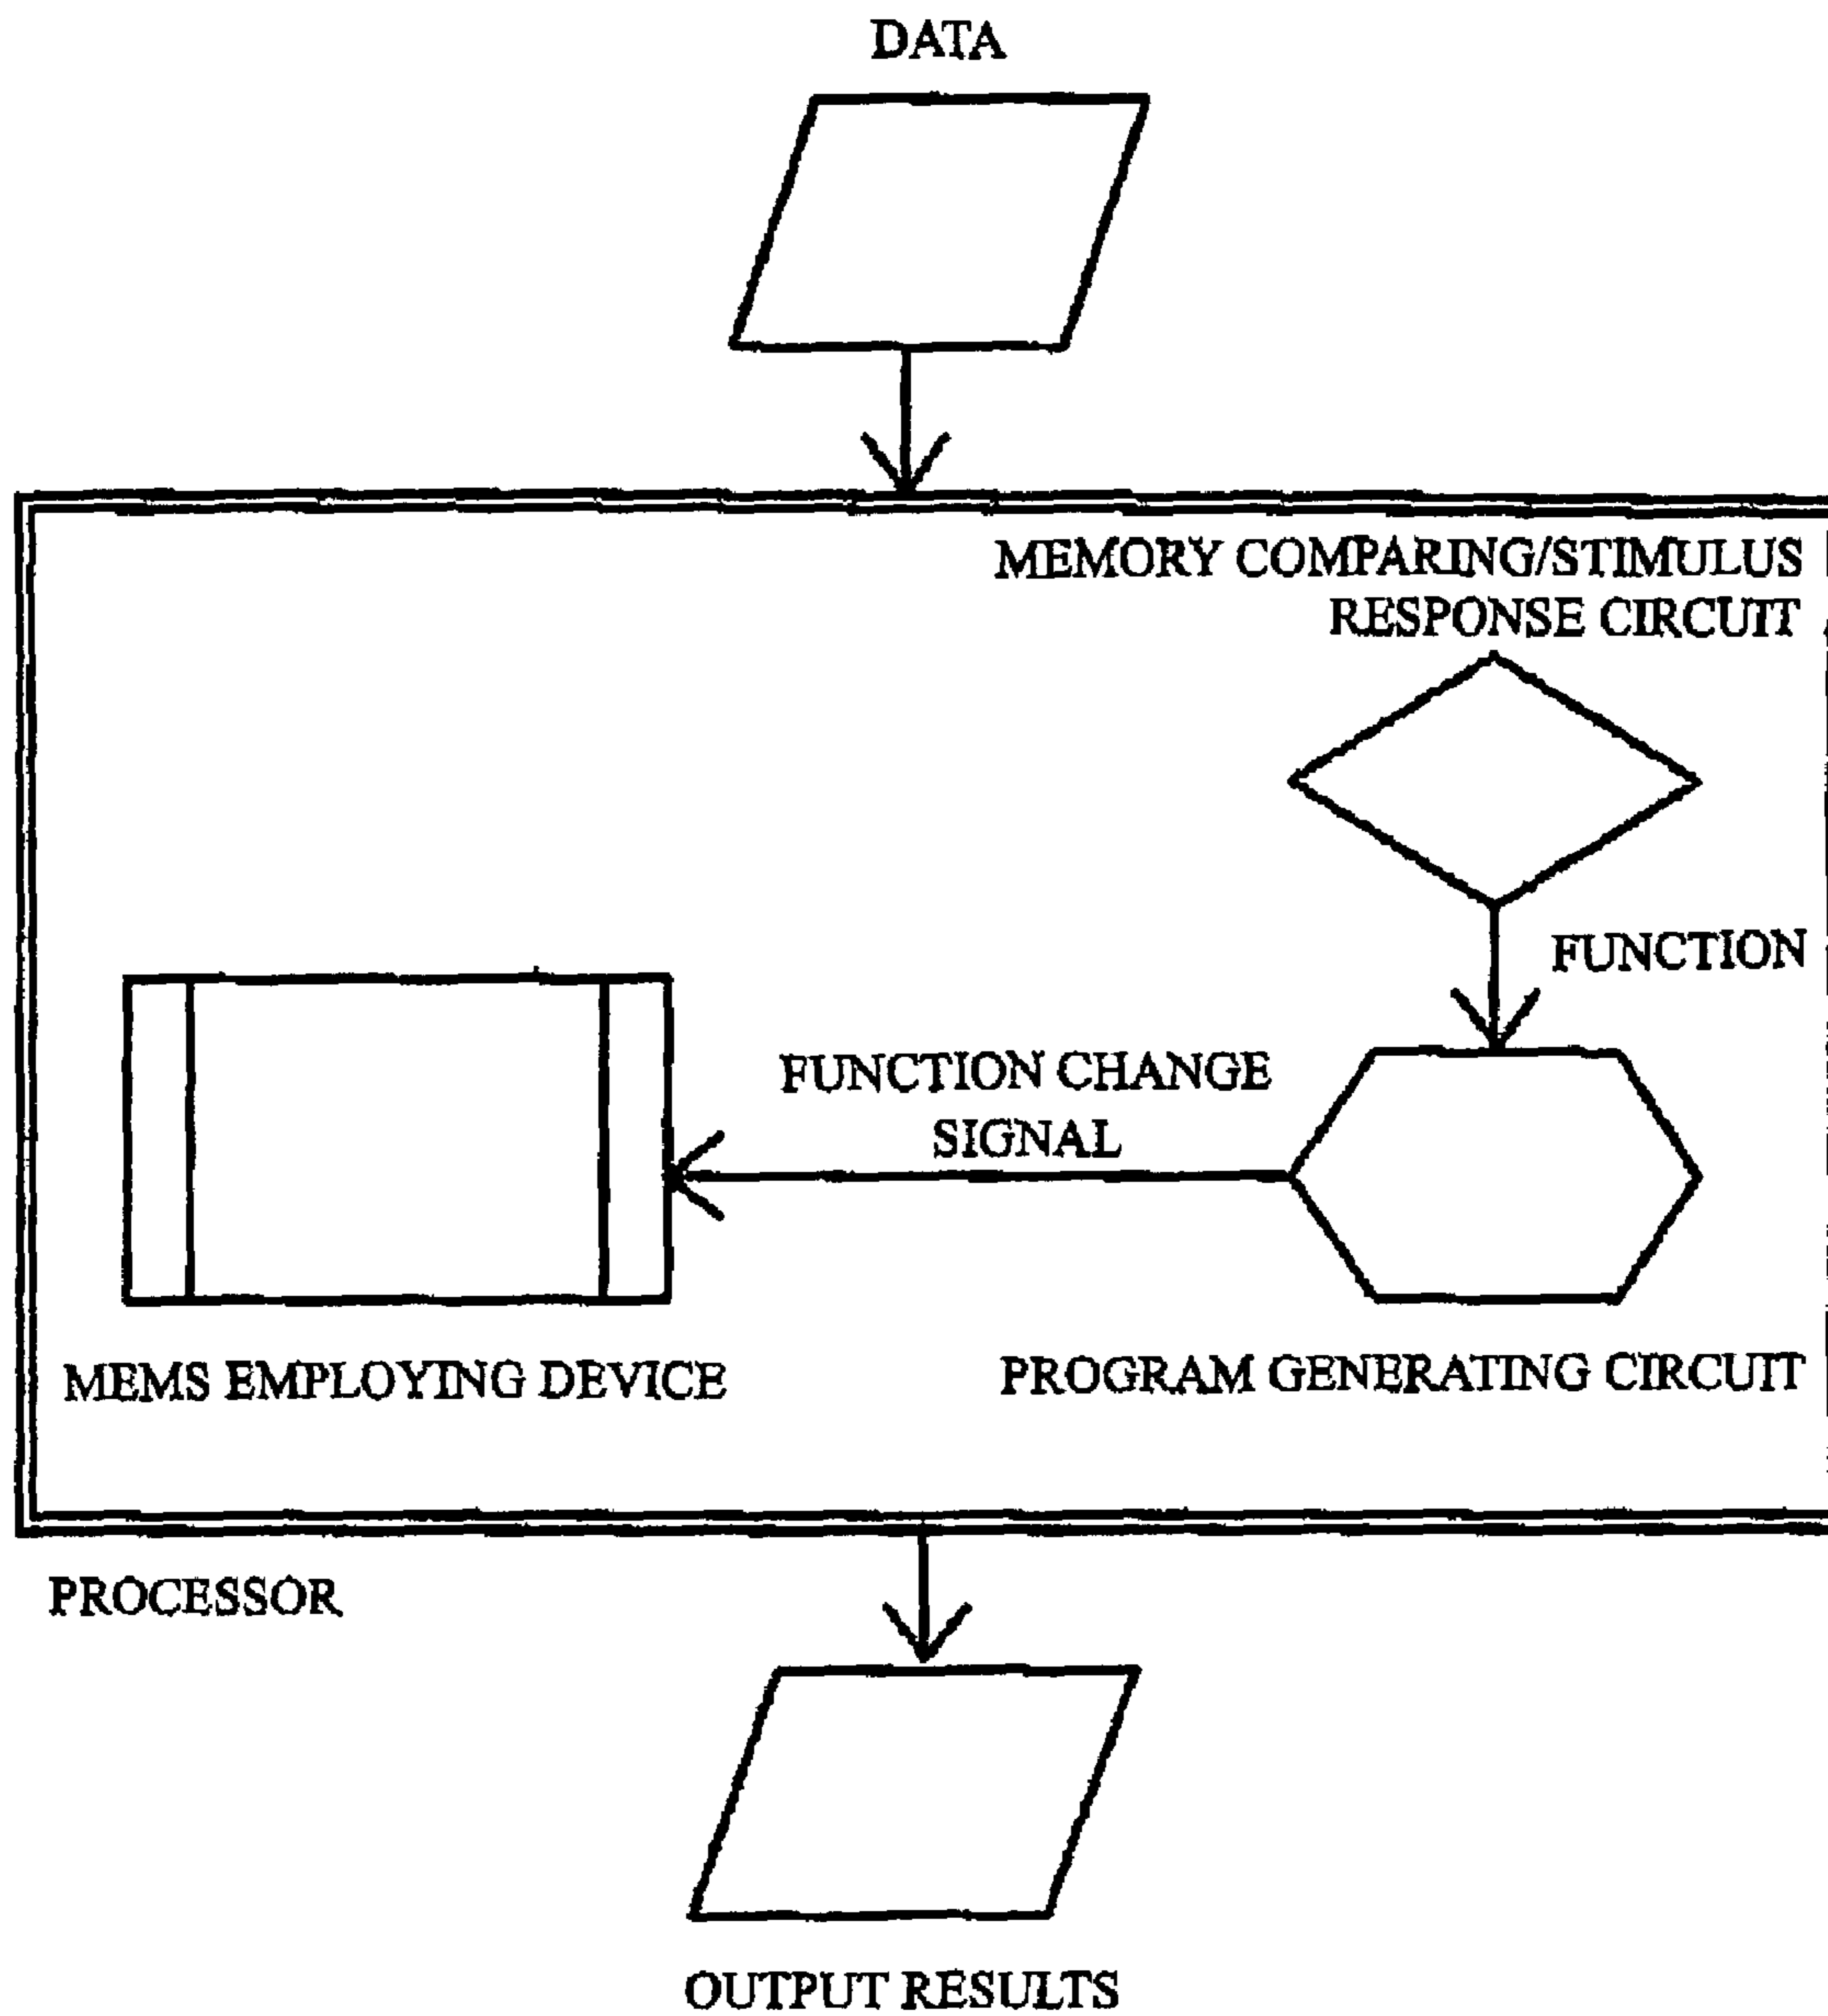 DATA
MEMORY COMPARING/STIMULUS
RESPONSE CIRCUIT
FUNCTION
FUNCTION CHANGE
SIGNAL
MEMS EMPLOYING DEVICE
PROGRAM GENERATING CIRCUIT
PROCESSOR
OUTPUT RESULTS